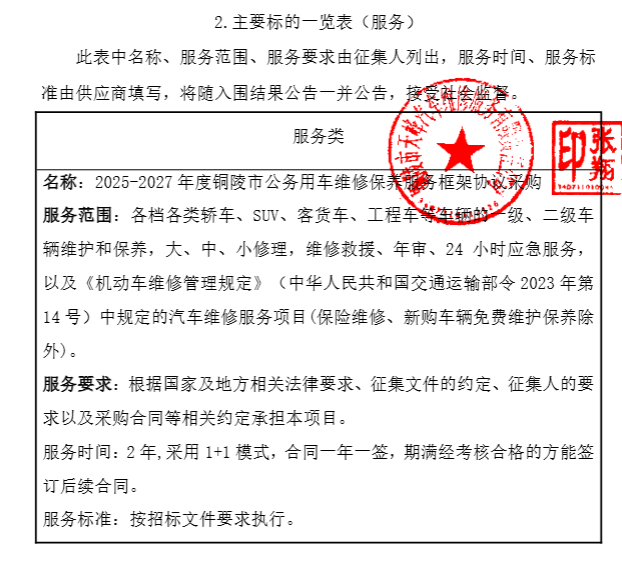 2.主要标的一览表（服务）
此表中名称、服务范围、服务要求由征集人列出，服务时间、服务标
准由供应商填写，将随入围结果公告一并公告，接受社会监督。
服务类
名称：2025-2027年度铜陵市公务用车维修保养服务框架协议采购
服务范围：各档各类轿车、SUV、客货车、工程车等车辆的一级、二级车
辆维护和保养，大、中、小修理，维修救援、年审、24 小时应急服务，
以及《机动车维修管理规定》（中华人民共和国交通运输部令 2023 年第
14 号）中规定的汽车维修服务项目(保险维修、新购车辆免费维护保养除
外)。
服务要求：根据国家及地方相关法律要求、征集文件的约定、征集人的要
求以及采购合同等相关约定承担本项目。
服务时间：2 年,采用 1+1 模式，合同一年一签，期满经考核合格的方能签
订后续合同。
服务标准：按招标文件要求执行。
张翔印